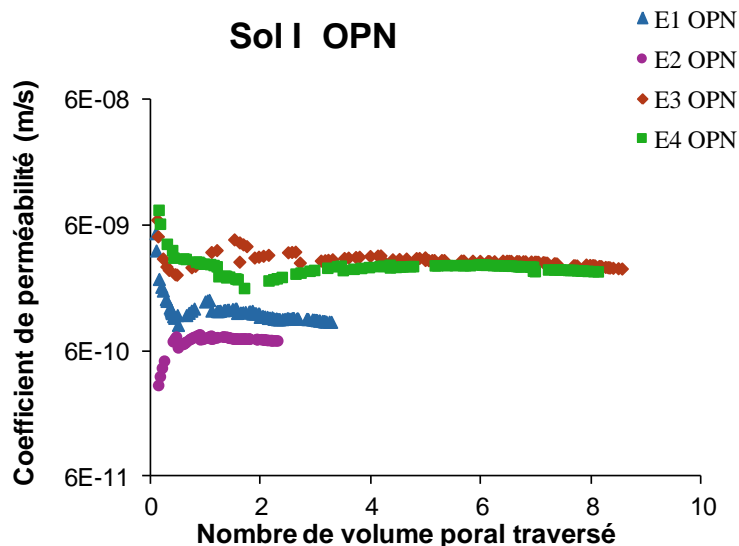 Sol I OPN
E1 OPN
E2 OPN
E3 OPN
E4 OPN
Coefficient de perméabilité (m/s)
6E-08
6E-09
6E-10
6E-11
0 2 4 6 8 10
Nombre de volume poral traversé